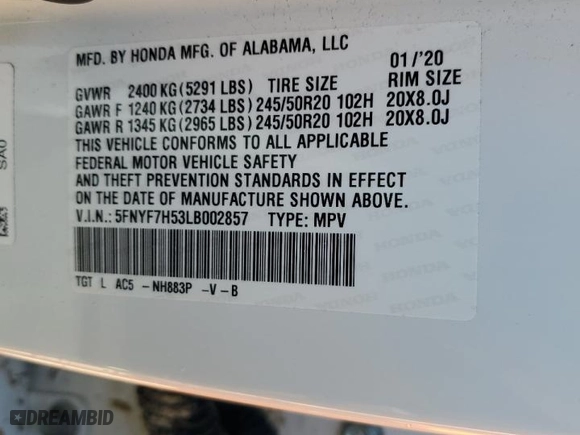 MFD. BY HONDA MFG. OF ALABAMA, LLC 01/'20
GVWR 2400 KG (5291 LBS) TIRE SIZE RIM SIZE
GAWR F 1240 KG (2734 LBS) 245/50R20 102H 20X8.0J
GAWR R 1345 KG (2965 LBS) 245/50R20 102H 20X8.0J
THIS VEHICLE CONFORMS TO ALL APPLICABLE
FEDERAL MOTOR VEHICLE SAFETY
AND THEFT PREVENTION STANDARDS IN EFFECT
ON THE DATE OF MANUFACTURE SHOWN ABOVE.
V.I.N.: 5FNYF7H53LB002857 TYPE: MPV
TGT L AC5 - NH883P - V - B
SA0
DREAMBID